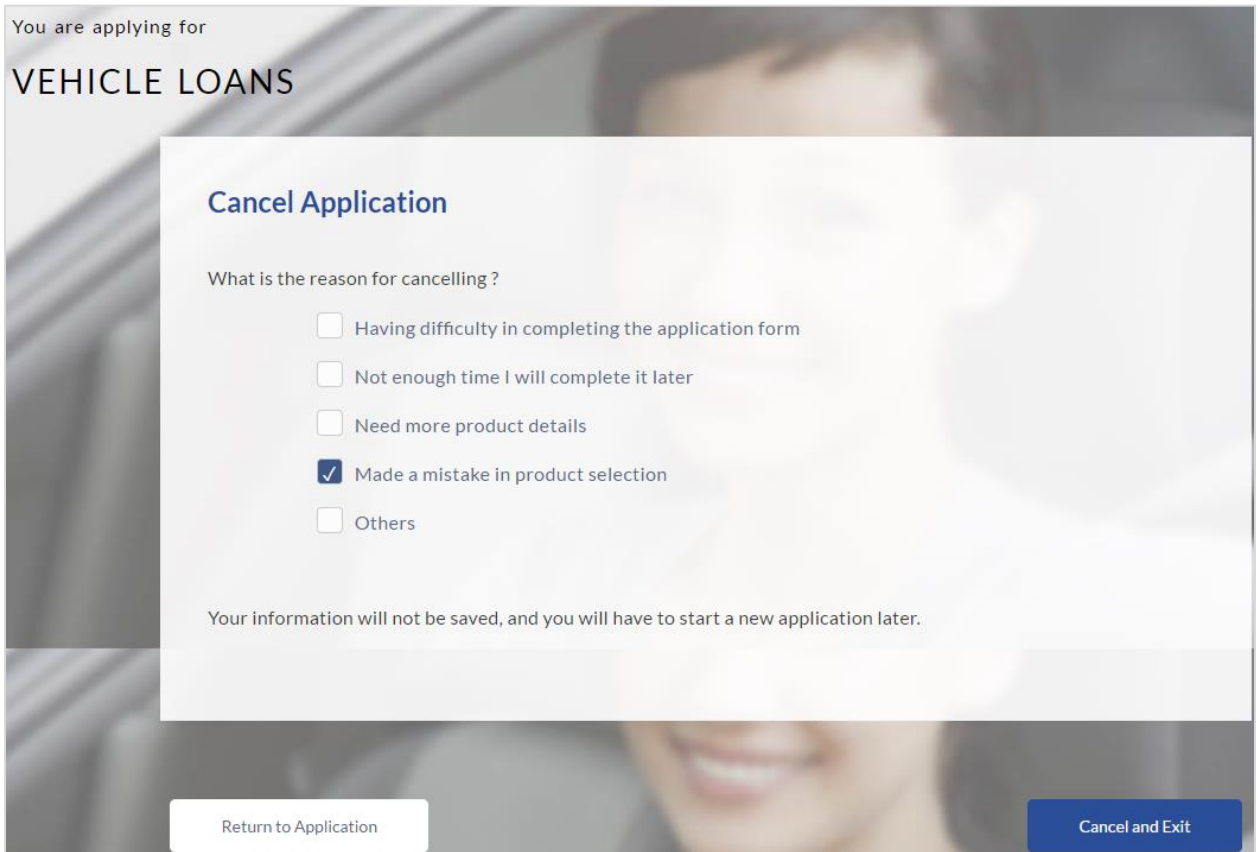 You are applying for
VEHICLE LOANS
Cancel Application
What is the reason for cancelling ?
Having difficulty in completing the application form
Not enough time I will complete it later
Need more product details
Made a mistake in product selection
Others
Your information will not be saved, and you will have to start a new application later.
Return to Application
Cancel and Exit